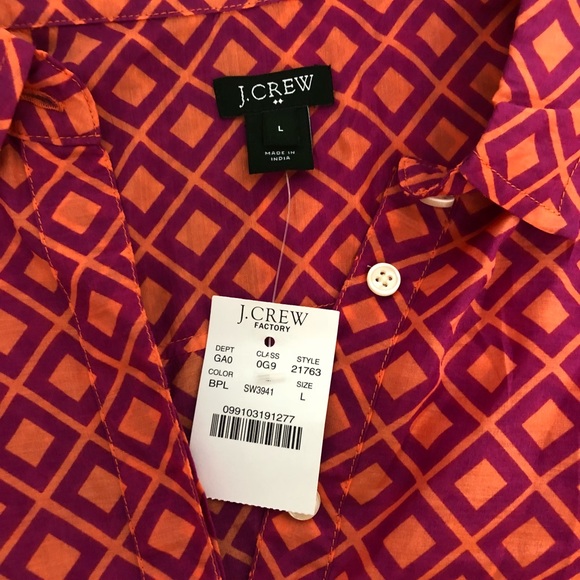 J.CREW
L
MADE IN
INDIA
J.CREW
FACTORY
DEPT CLASS STYLE
GA0 0G9 21763
COLOR SIZE
BPL SW3941 L
099103191277